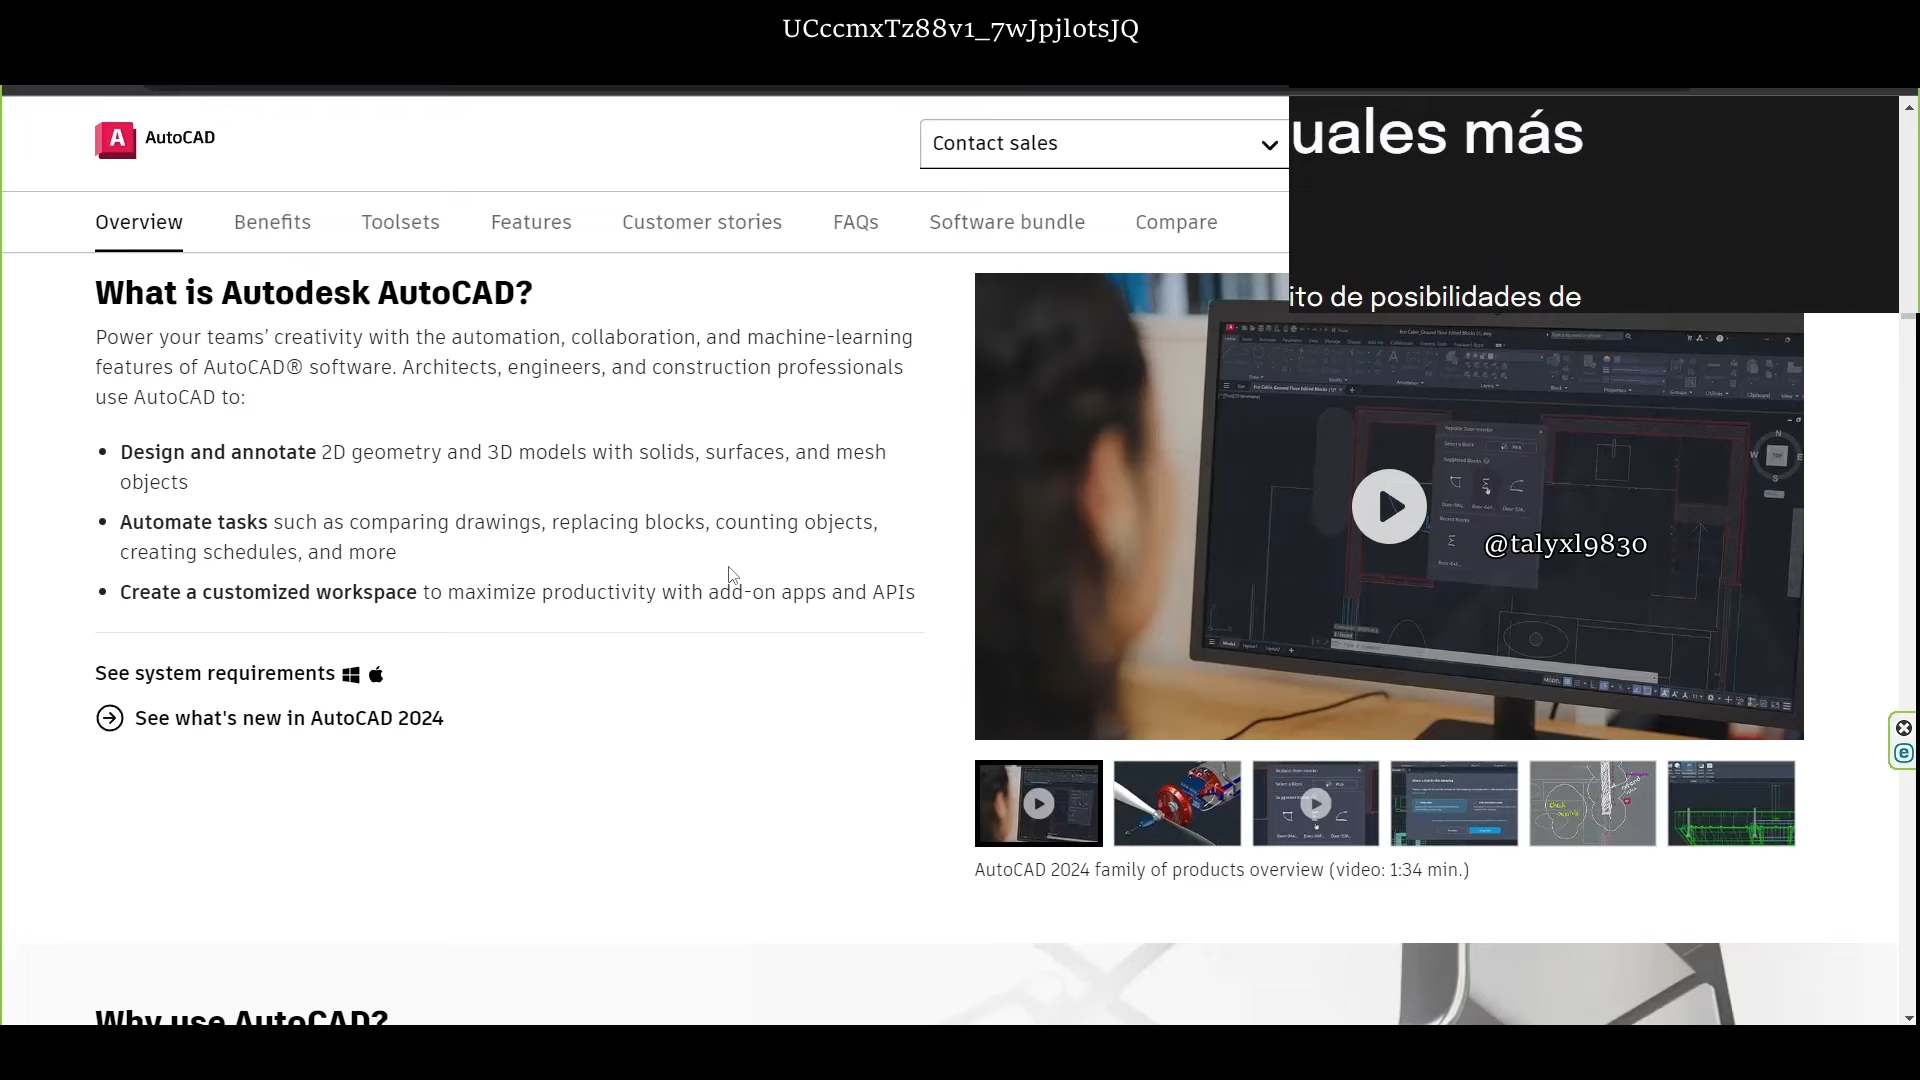 UCccmxTz88v1_7wJpjlotsJQ
AutoCAD
Contact sales
uales más
Overview
Benefits
Toolsets
Features
Customer stories
FAQs
Software bundle
Compare
ito de posibilidades de
What is Autodesk AutoCAD?
Power your teams’ creativity with the automation, collaboration, and machine-learning
features of AutoCAD® software. Architects, engineers, and construction professionals
use AutoCAD to:
Design and annotate 2D geometry and 3D models with solids, surfaces, and mesh
objects
Automate tasks such as comparing drawings, replacing blocks, counting objects,
creating schedules, and more
Create a customized workspace to maximize productivity with add-on apps and APIs
See system requirements
See what's new in AutoCAD 2024
@talyxl9830
AutoCAD 2024 family of products overview (video: 1:34 min.)
Why use AutoCAD?